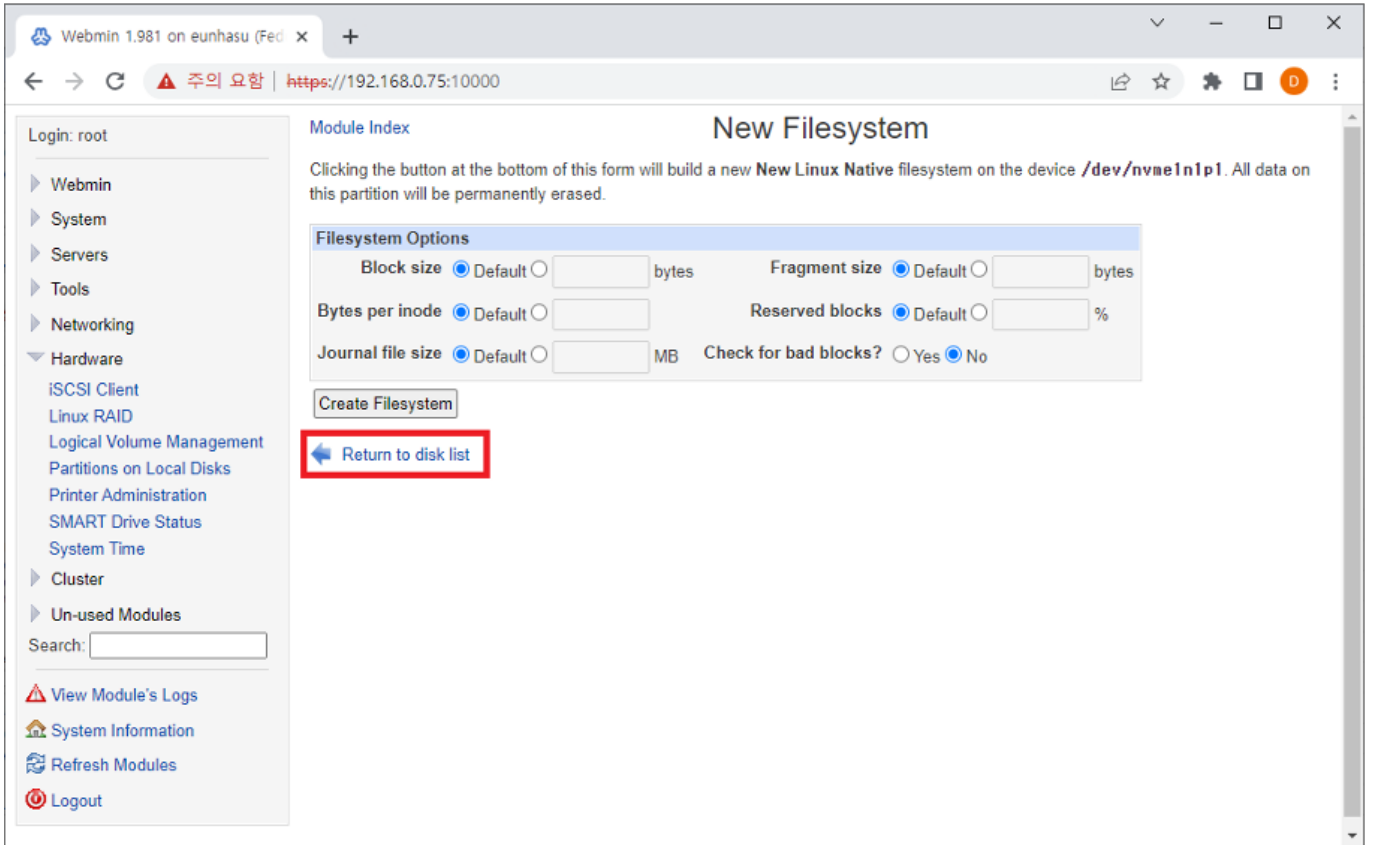 Webmin 1.981 on eunhasu (Fed
주의 요함 https://192.168.0.75:10000
D
Login: root
Webmin
System
Servers
Tools
Networking
Hardware
iSCSI Client
Linux RAID
Logical Volume Management
Partitions on Local Disks
Printer Administration
SMART Drive Status
System Time
Cluster
Un-used Modules
Search:
View Module's Logs
System Information
Refresh Modules
Logout
Module Index
New Filesystem
Clicking the button at the bottom of this form will build a new New Linux Native filesystem on the device /dev/nvme1n1p1. All data on
this partition will be permanently erased.
Filesystem Options
Block size Default bytes Fragment size Default bytes
Bytes per inode Default Reserved blocks Default %
Journal file size Default MB Check for bad blocks? Yes No
Create Filesystem
Return to disk list